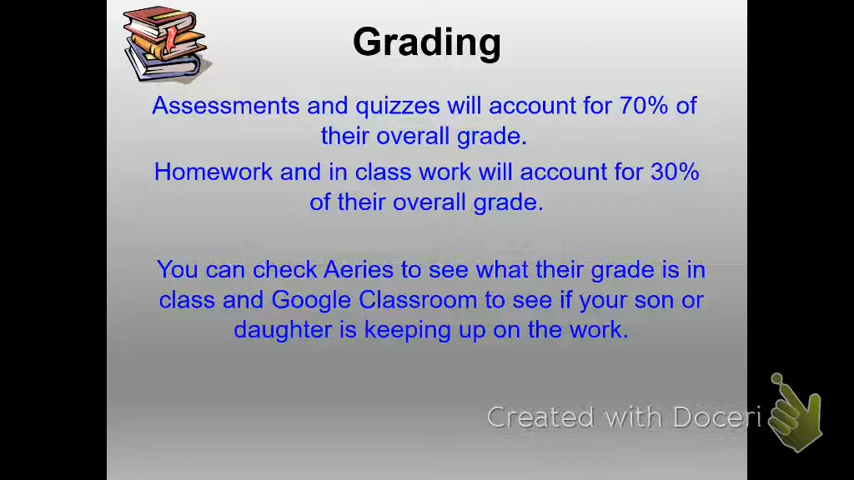 Grading
Assessments and quizzes will account for 70% of
their overall grade.
Homework and in class work will account for 30%
of their overall grade.
You can check Aeries to see what their grade is in
class and Google Classroom to see if your son or
daughter is keeping up on the work.
Created with Doceri